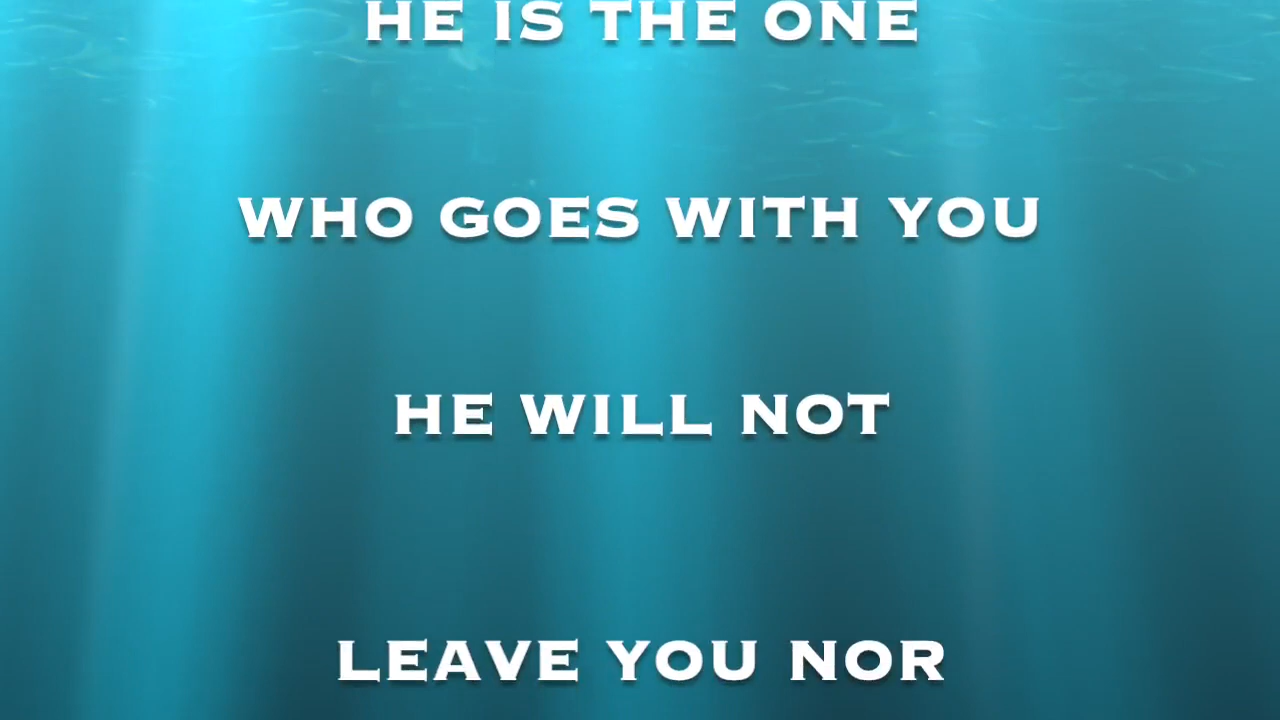 HE IS THE ONE
WHO GOES WITH YOU
HE WILL NOT
LEAVE YOU NOR